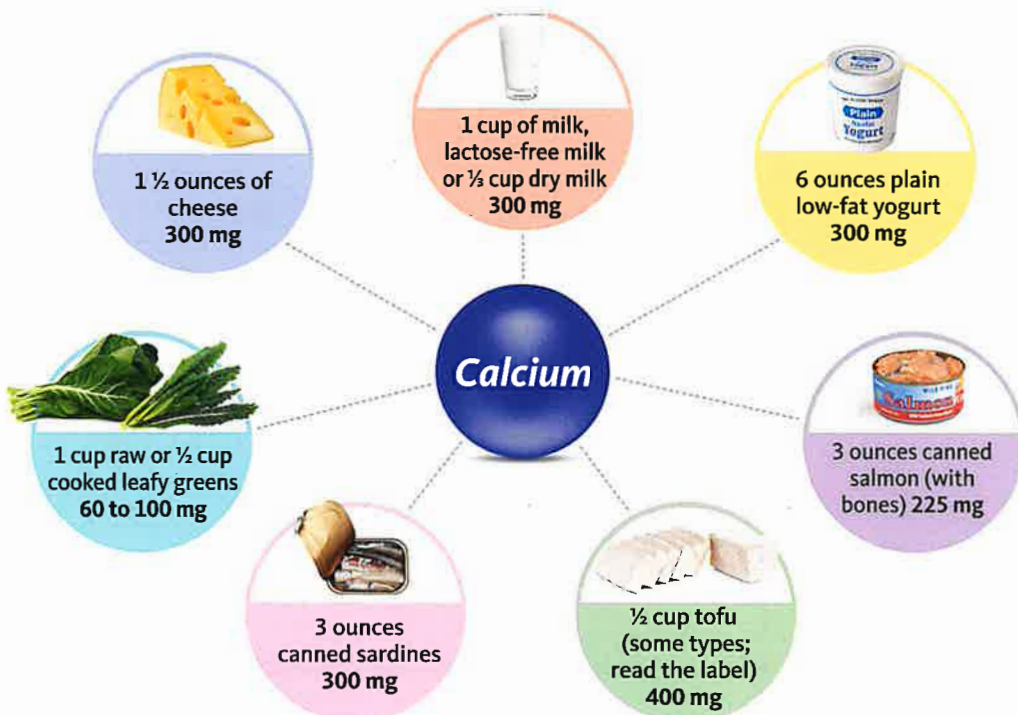 1 ½ ounces of
cheese
300 mg
1 cup of milk,
lactose-free milk
or ⅓ cup dry milk
300 mg
Plain
Yogurt
6 ounces plain
low-fat yogurt
300 mg
Calcium
1 cup raw or ½ cup
cooked leafy greens
60 to 100 mg
Salmon
3 ounces canned
salmon (with
bones) 225 mg
3 ounces
canned sardines
300 mg
½ cup tofu
(some types;
read the label)
400 mg